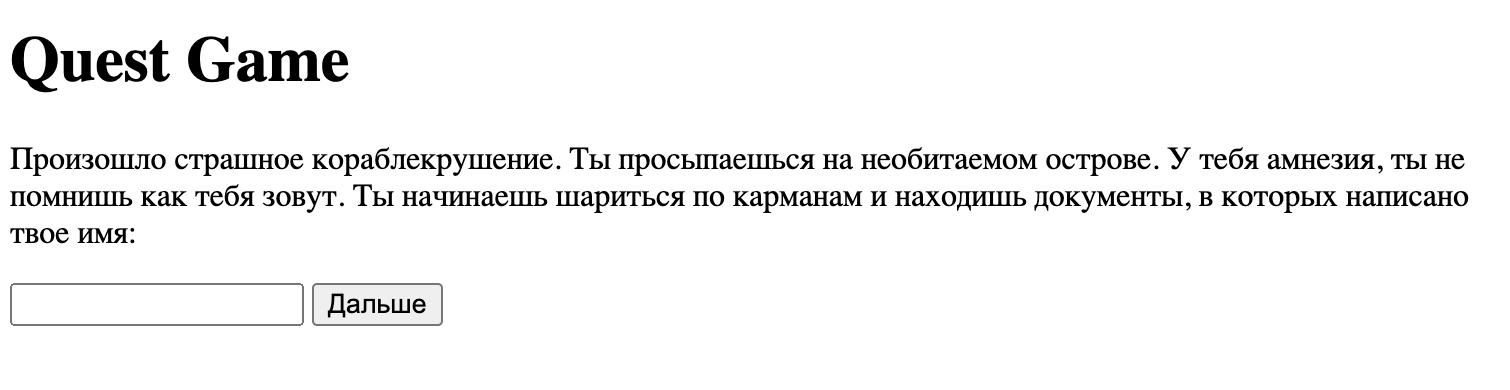 Quest Game
Произошло страшное кораблекрушение. Ты просыпаешься на необитаемом острове. У тебя амнезия, ты не
помнишь как тебя зовут. Ты начинаешь шариться по карманам и находишь документы, в которых написано
твое имя:
Дальше